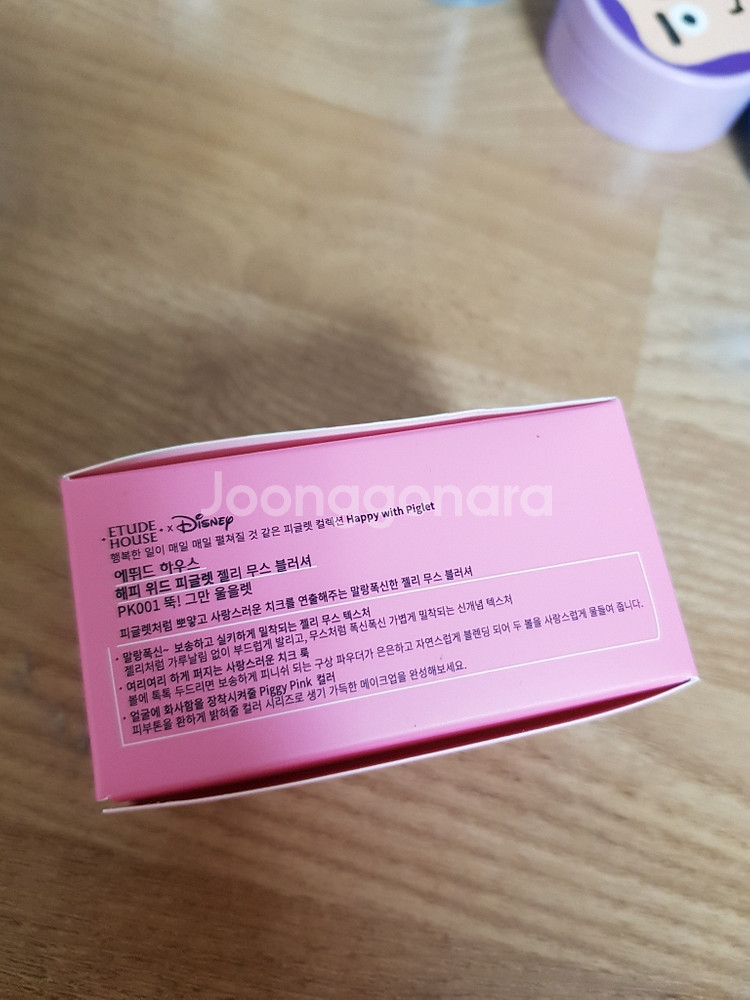 Joonggonara
ETUDE HOUSE x Disney
행복한 일이 매일 매일 펼쳐질 것 같은 피글렛 컬렉션 Happy with Piglet
에뛰드 하우스
해피 위드 피글렛 젤리 무스 블러셔
PK001 뚝! 그만 울을렛
피글렛처럼 뽀얗고 사랑스러운 치크를 연출해주는 말랑폭신한 젤리 무스 블러셔
· 말랑폭신~ 보송하고 실키하게 밀착되는 젤리 무스 텍스처
젤리처럼 가루날림 없이 부드럽게 발리고, 무스처럼 폭신폭신 가볍게 밀착되는 신개념 텍스처
· 여리여리 하게 퍼지는 사랑스러운 치크 룩
볼에 톡톡 두드리면 보송하게 피니쉬 되는 구상 파우더가 은은하고 자연스럽게 블렌딩 되어 두 볼을 사랑스럽게 물들여 줍니다.
· 얼굴에 화사함을 장착시켜줄 Piggy Pink 컬러
피부톤을 환하게 밝혀줄 컬러 시리즈로 생기 가득한 메이크업을 완성해보세요.